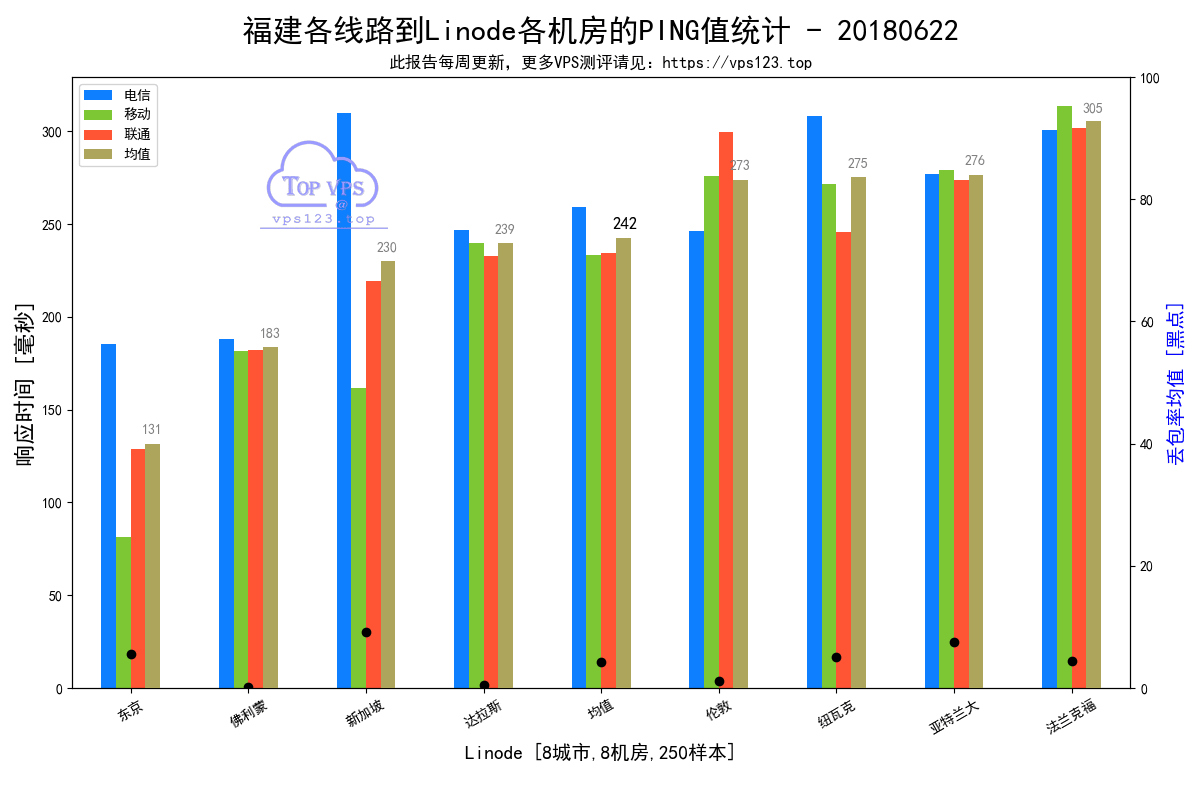 福建各线路到Linode各机房的PING值统计 - 20180622
此报告每周更新，更多VPS测评请见：https://vps123.top
电信
移动
联通
均值
TOP VPS
@
vps123.top
响应时间 [毫秒]
300
250
200
150
100
50
0
131
183
230
239
242
273
275
276
305
100
80
60
40
20
0
丢包率均值 [黑点]
东京
佛利蒙
新加坡
达拉斯
均值
伦敦
纽瓦克
亚特兰大
法兰克福
Linode [8城市,8机房,250样本]